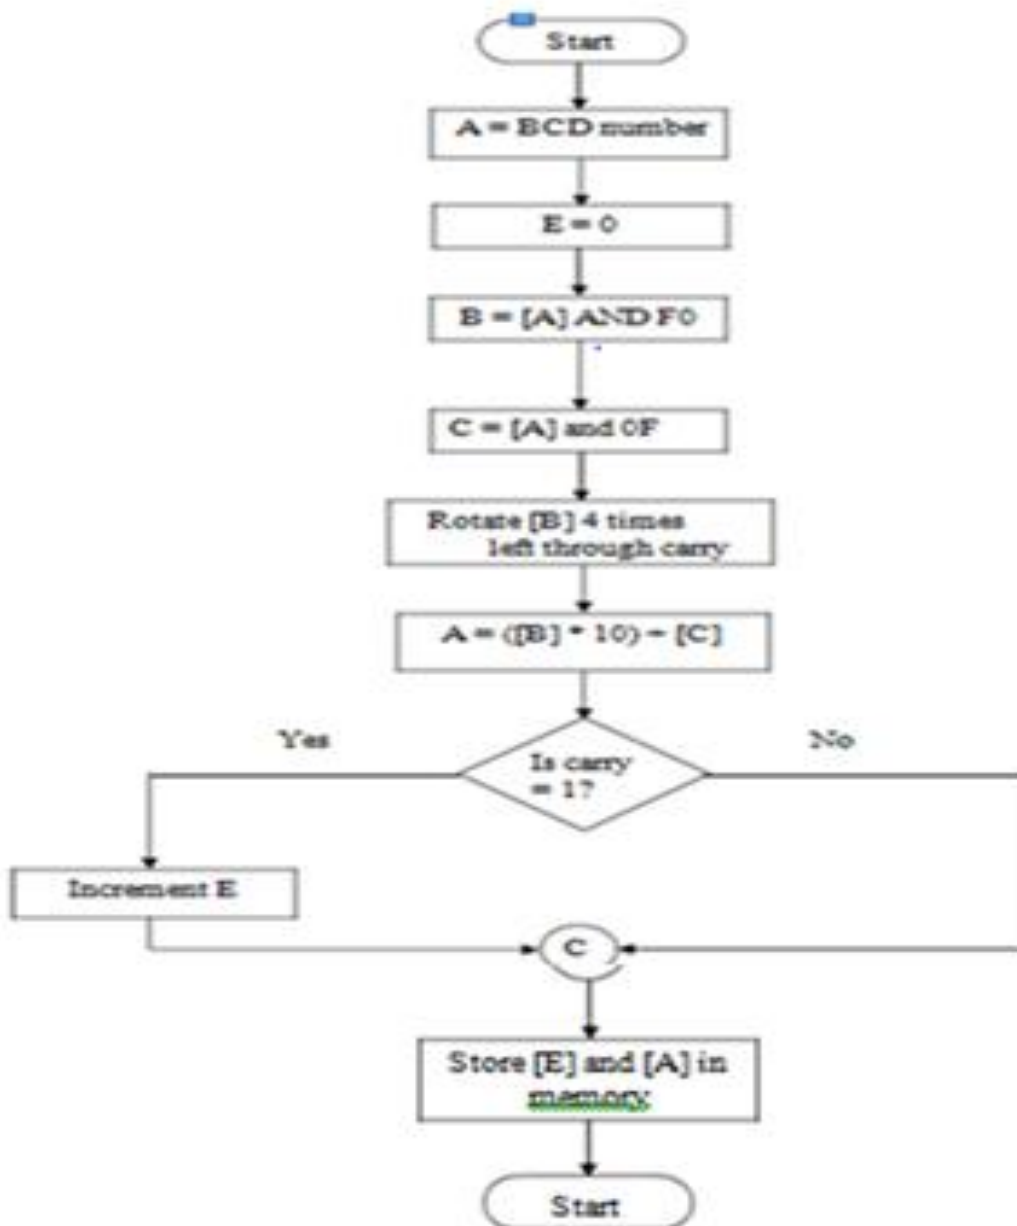 Start
A = BCD number
E = 0
B = [A] AND F0
C = [A] and 0F
Rotate [B] 4 times
left through carry
A = ([B] * 10) + [C]
Yes
No
Is carry
= 1?
Increment E
C
Store [E] and [A] in
memory
Start